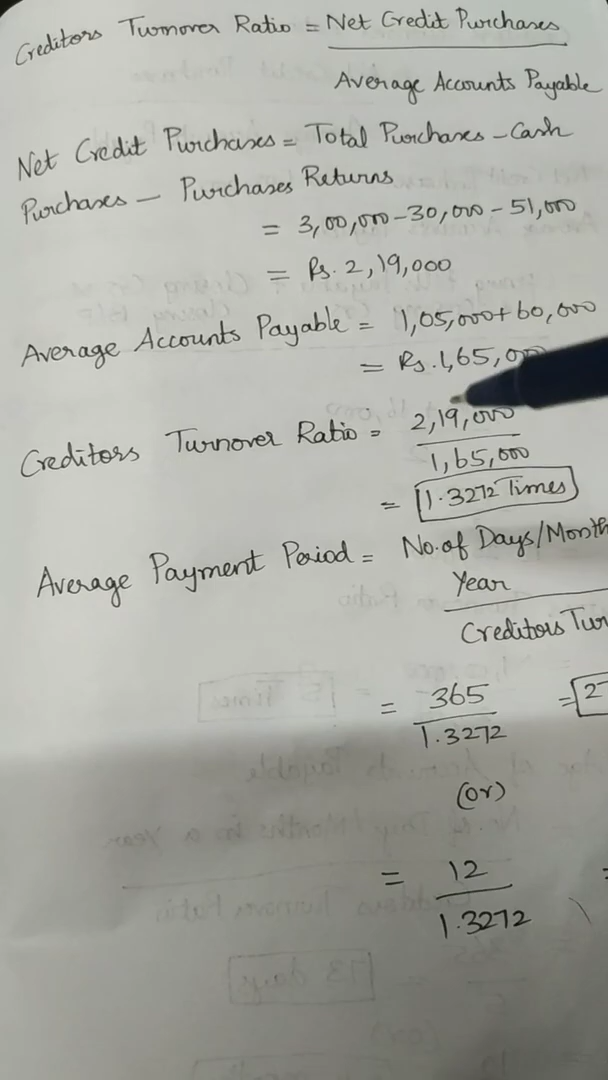 Creditors Turnover Ratio = Net Credit Purchases
Average Accounts Payable
Net Credit Purchases = Total Purchases - Cash
Purchases - Purchases Returns
= 3,00,000-30,000-51,000
= Rs. 2,19,000
Average Accounts Payable = 1,05,000+60,000
= Rs.1,65,000
Creditors Turnover Ratio = 2,19,000
1,65,000
= 1.3272 Times
Average Payment Period = No.of Days/Month
Year
Creditors Tur
= 365 = 2
1.3272
(or)
= 12 =
1.3272